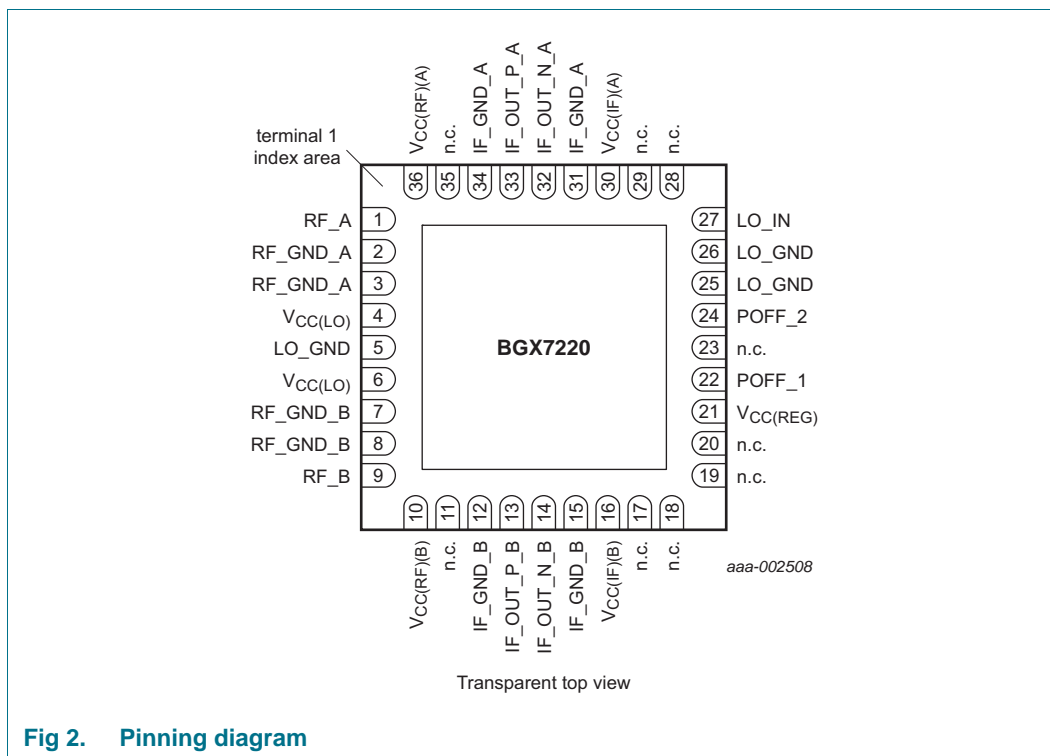 VCC(RF)(A)
n.c.
IF_GND_A
IF_OUT_P_A
IF_OUT_N_A
IF_GND_A
VCC(IF)(A)
n.c.
n.c.
terminal 1
index area
36 35 34 33 32 31 30 29 28
RF_A 1
RF_GND_A 2
RF_GND_A 3
VCC(LO) 4
LO_GND 5
VCC(LO) 6
RF_GND_B 7
RF_GND_B 8
RF_B 9
BGX7220
27 LO_IN
26 LO_GND
25 LO_GND
24 POFF_2
23 n.c.
22 POFF_1
21 VCC(REG)
20 n.c.
19 n.c.
10 11 12 13 14 15 16 17 18
VCC(RF)(B)
n.c.
IF_GND_B
IF_OUT_P_B
IF_OUT_N_B
IF_GND_B
VCC(IF)(B)
n.c.
n.c.
aaa-002508
Transparent top view
Fig 2. Pinning diagram